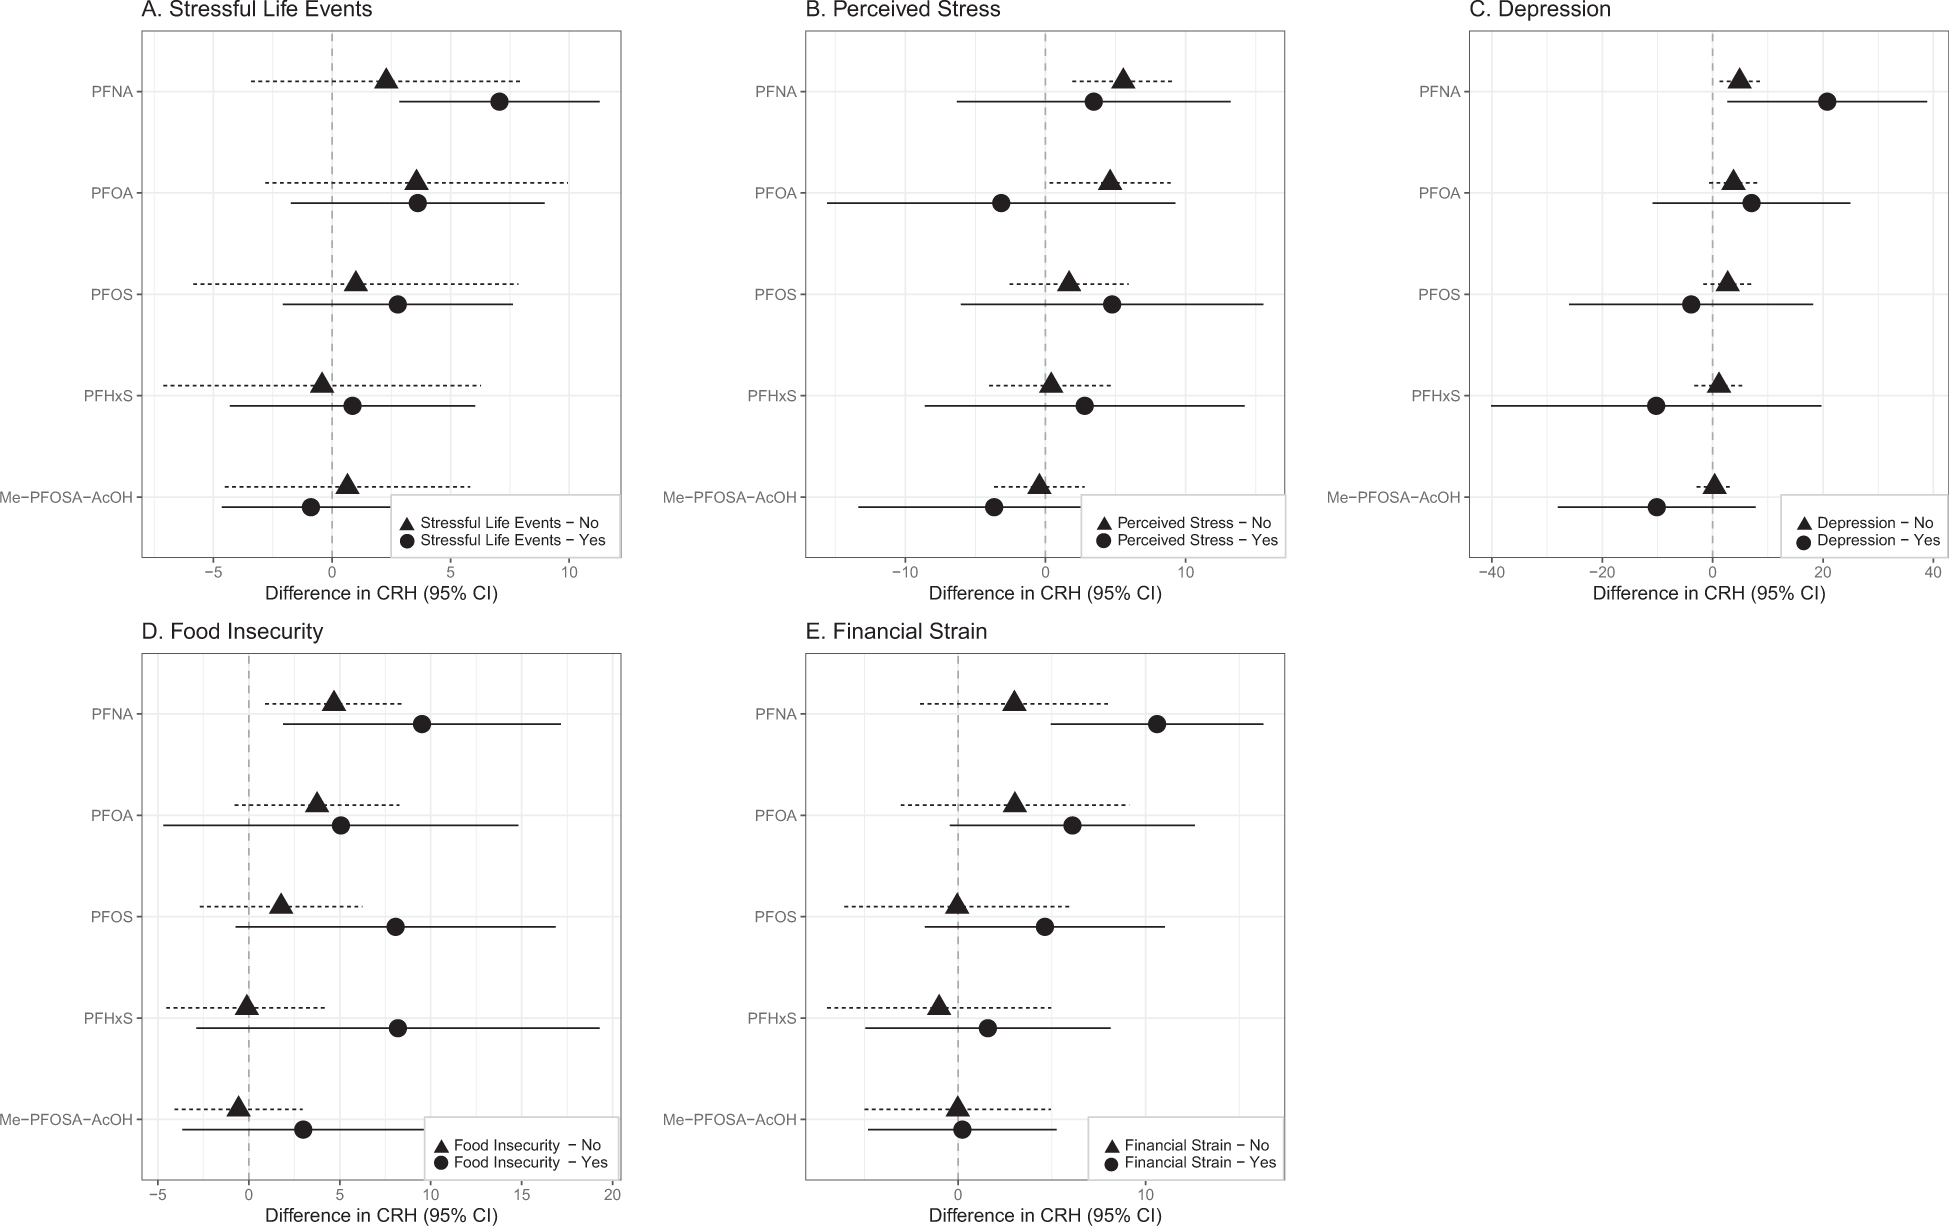 A. Stressful Life Events
PFNA
PFOA
PFOS
PFHxS
Me−PFOSA−AcOH
Stressful Life Events − No
Stressful Life Events − Yes
−5 0 5 10
Difference in CRH (95% CI)
B. Perceived Stress
PFNA
PFOA
PFOS
PFHxS
Me−PFOSA−AcOH
Perceived Stress − No
Perceived Stress − Yes
−10 0 10
Difference in CRH (95% CI)
C. Depression
PFNA
PFOA
PFOS
PFHxS
Me−PFOSA−AcOH
Depression − No
Depression − Yes
−40 −20 0 20 40
Difference in CRH (95% CI)
D. Food Insecurity
PFNA
PFOA
PFOS
PFHxS
Me−PFOSA−AcOH
Food Insecurity − No
Food Insecurity − Yes
−5 0 5 10 15 20
Difference in CRH (95% CI)
E. Financial Strain
PFNA
PFOA
PFOS
PFHxS
Me−PFOSA−AcOH
Financial Strain − No
Financial Strain − Yes
0 10
Difference in CRH (95% CI)